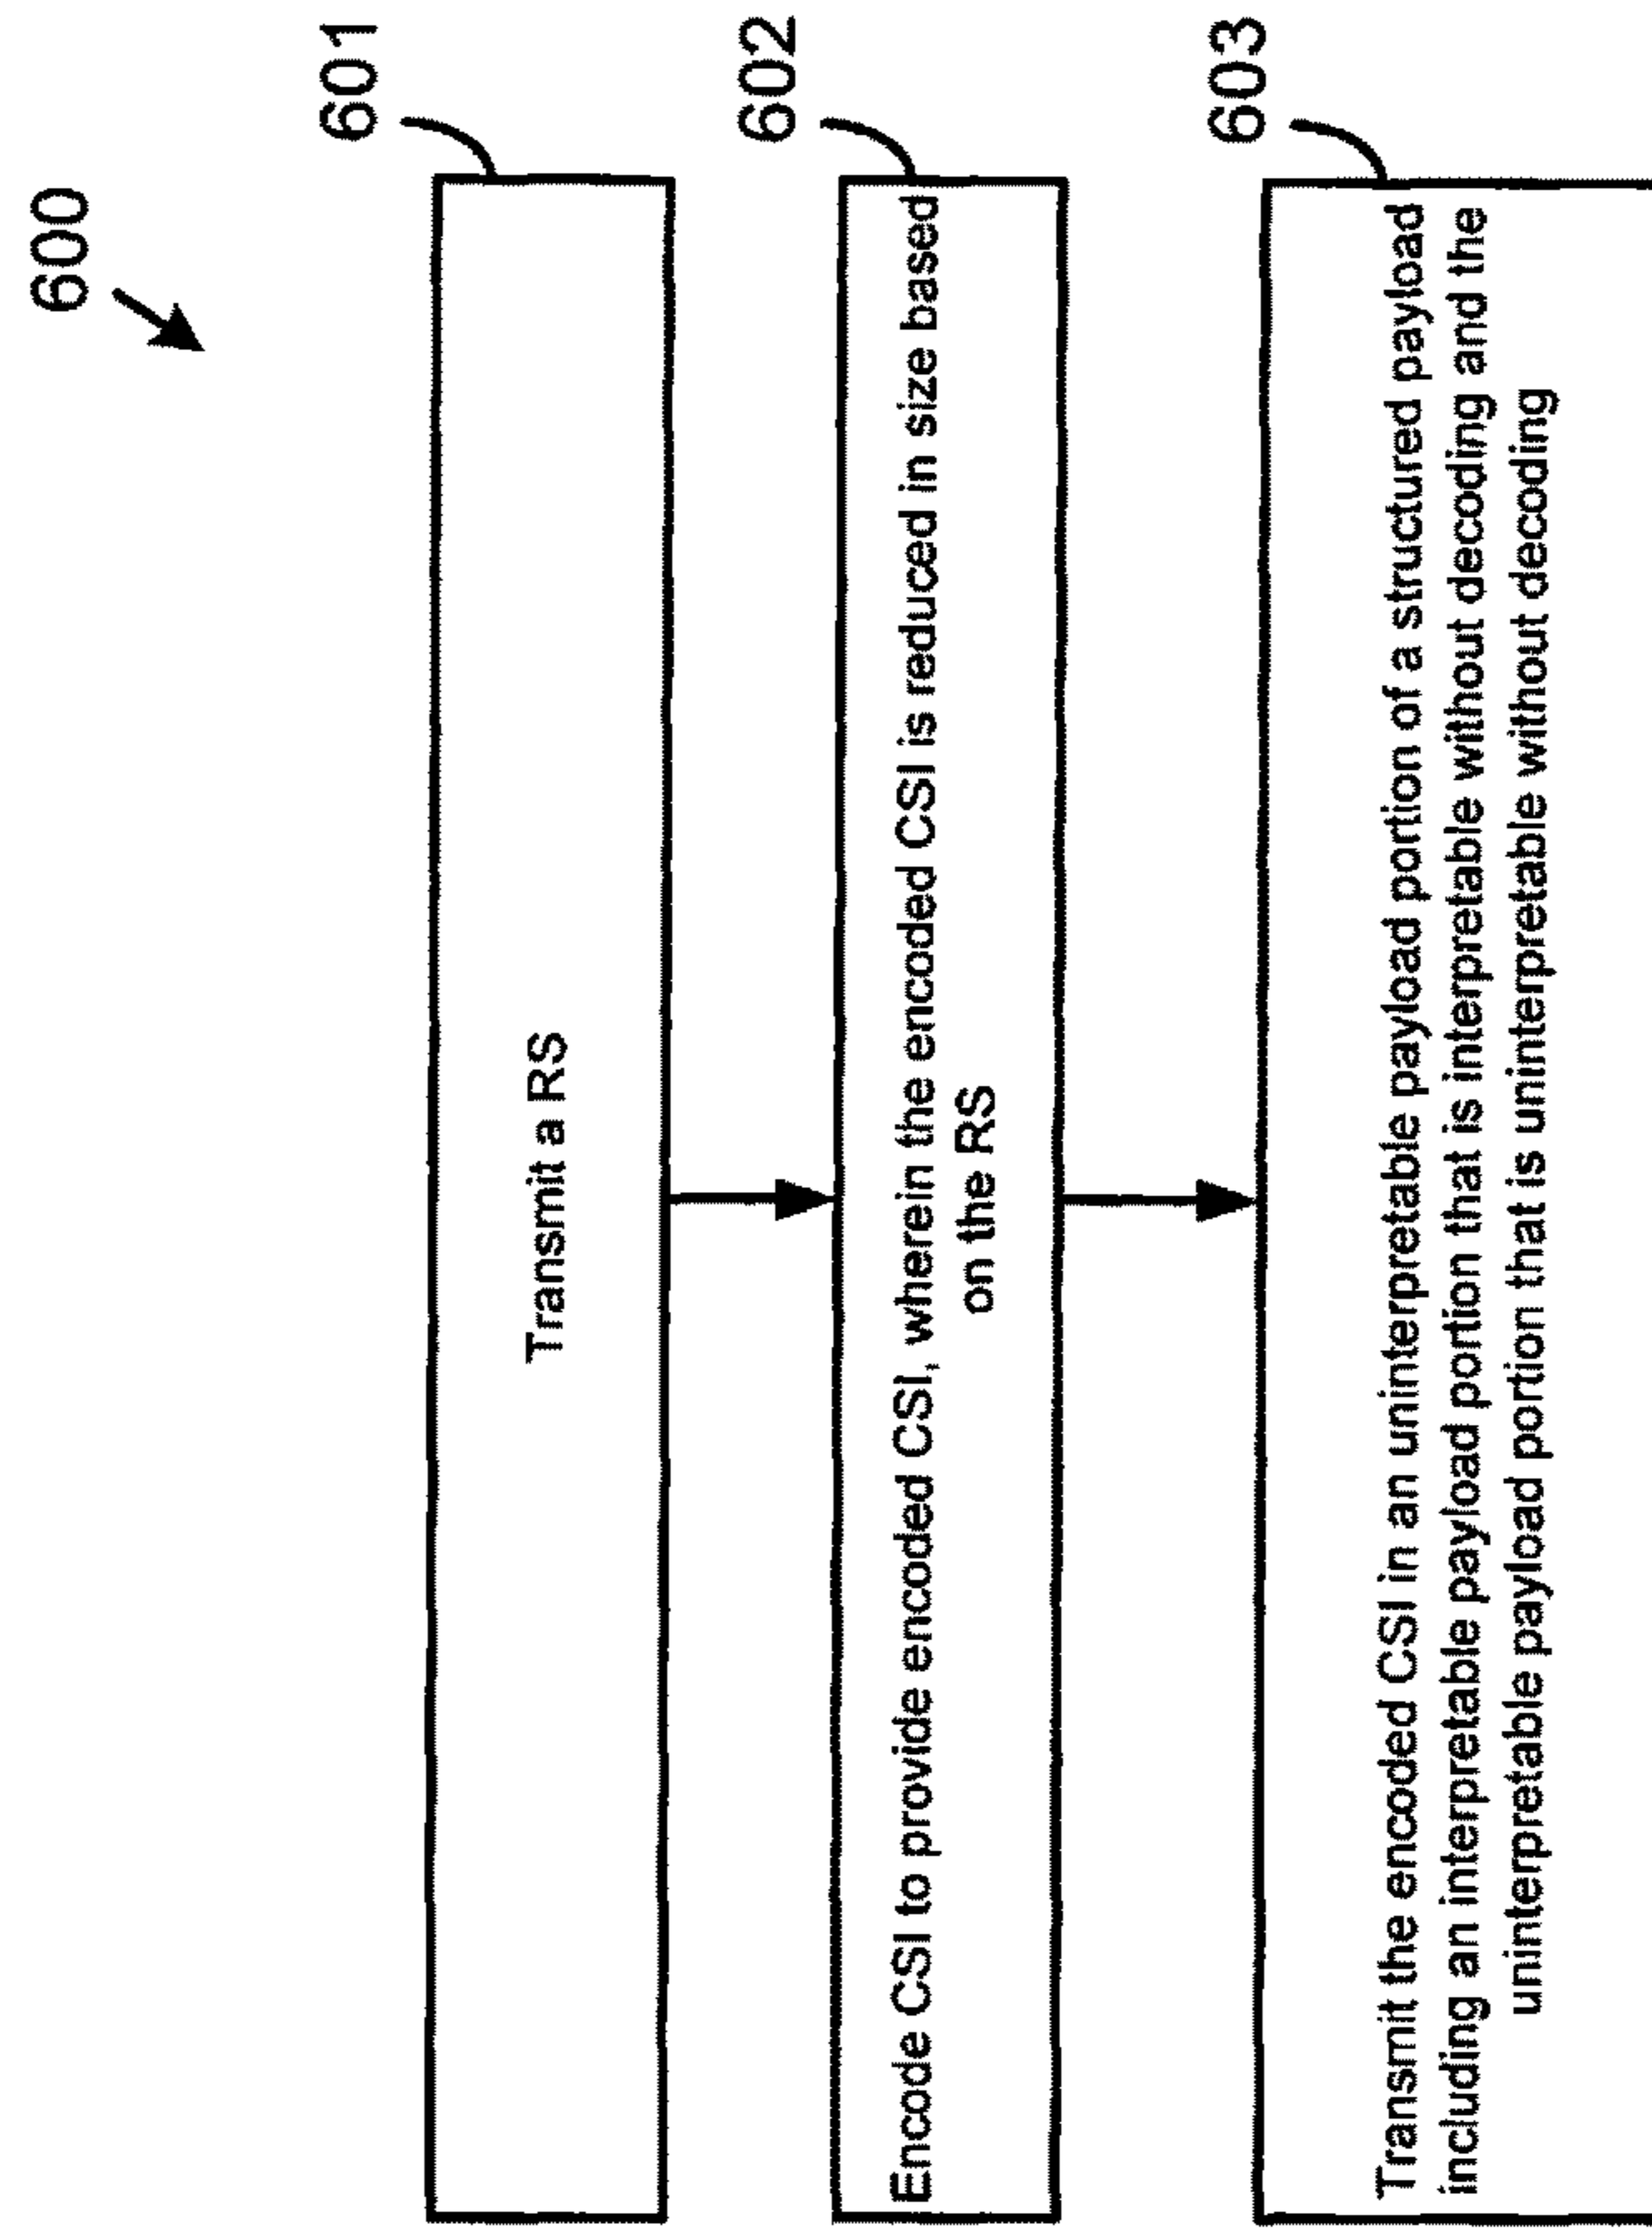 600
601
Transmit a RS
602
Encode CSI to provide encoded CSI, wherein the encoded CSI is reduced in size based
on the RS
603
Transmit the encoded CSI in an uninterpretable payload portion of a structured payload
including an interpretable payload portion that is interpretable without decoding and the
uninterpretable payload portion that is uninterpretable without decoding